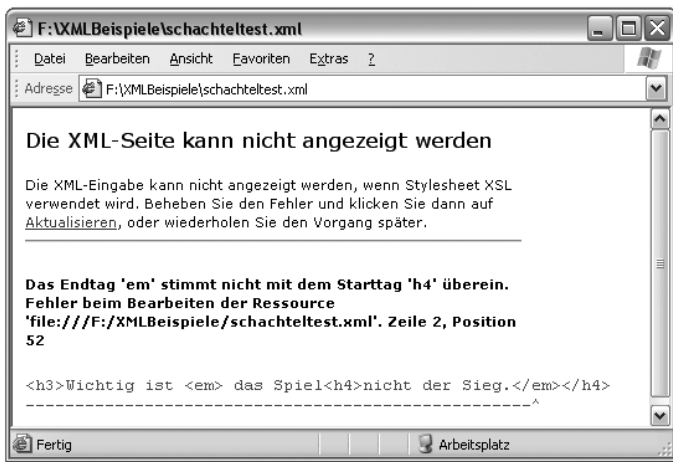 F:\XMLBeispiele\schachteltest.xml
Datei Bearbeiten Ansicht Favoriten Extras ?
Adresse F:\XMLBeispiele\schachteltest.xml
Die XML-Seite kann nicht angezeigt werden
Die XML-Eingabe kann nicht angezeigt werden, wenn Stylesheet XSL
verwendet wird. Beheben Sie den Fehler und klicken Sie dann auf
Aktualisieren, oder wiederholen Sie den Vorgang später.
Das Endtag 'em' stimmt nicht mit dem Starttag 'h4' überein.
Fehler beim Bearbeiten der Ressource
'file:///F:/XMLBeispiele/schachteltest.xml'. Zeile 2, Position
52
<h3>Wichtig ist <em> das Spiel<h4>nicht der Sieg.</em></h4>
---------------------------------------------------^
Fertig Arbeitsplatz